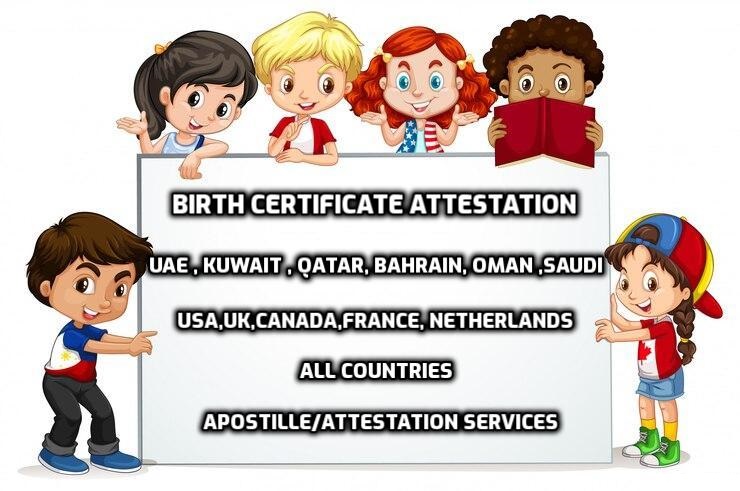 BIRTH CERTIFICATE ATTESTATION
UAE , KUWAIT , QATAR, BAHRAIN, OMAN ,SAUDI
USA,UK,CANADA,FRANCE, NETHERLANDS
ALL COUNTRIES
APOSTILLE/ATTESTATION SERVICES